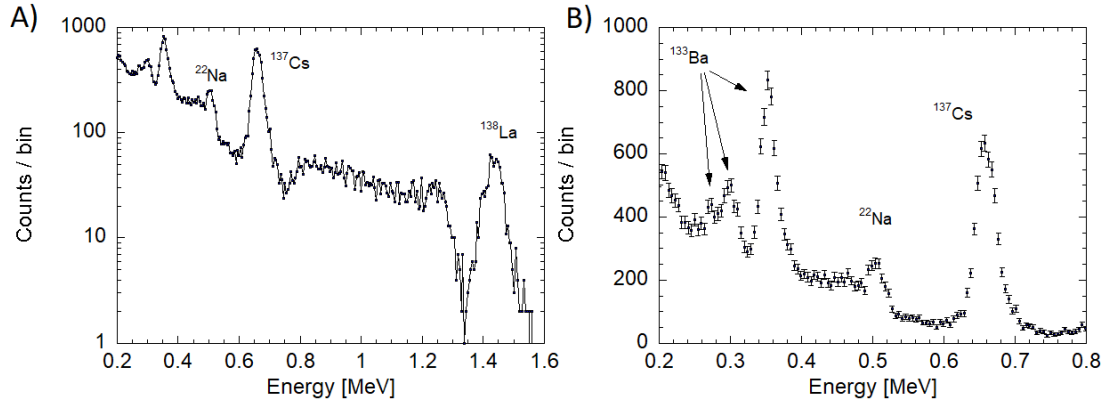 A)
1000
100
10
1
Counts / bin
22Na
137Cs
138La
0.2 0.4 0.6 0.8 1.0 1.2 1.4 1.6
Energy [MeV]
B)
1000
800
600
400
200
0
Counts / bin
133Ba
22Na
137Cs
0.2 0.3 0.4 0.5 0.6 0.7 0.8
Energy [MeV]